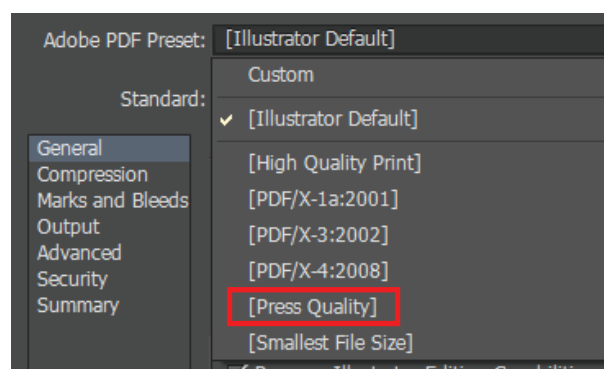 Adobe PDF Preset: [Illustrator Default]
Custom
Standard:
[Illustrator Default]
General
[High Quality Print]
Compression
[PDF/X-1a:2001]
Marks and Bleeds
Output
[PDF/X-3:2002]
Advanced
[PDF/X-4:2008]
Security
Summary
[Press Quality]
[Smallest File Size]